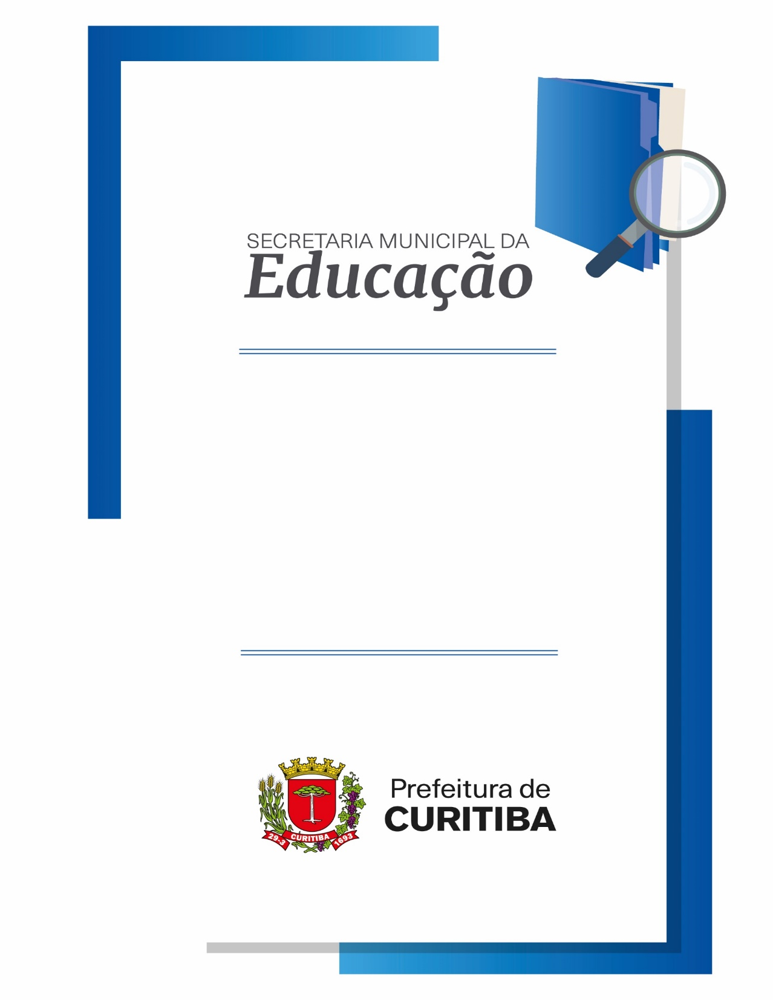 SECRETARIA MUNICIPAL DA
Educação
29-3 CURITIBA 1693
Prefeitura de
CURITIBA